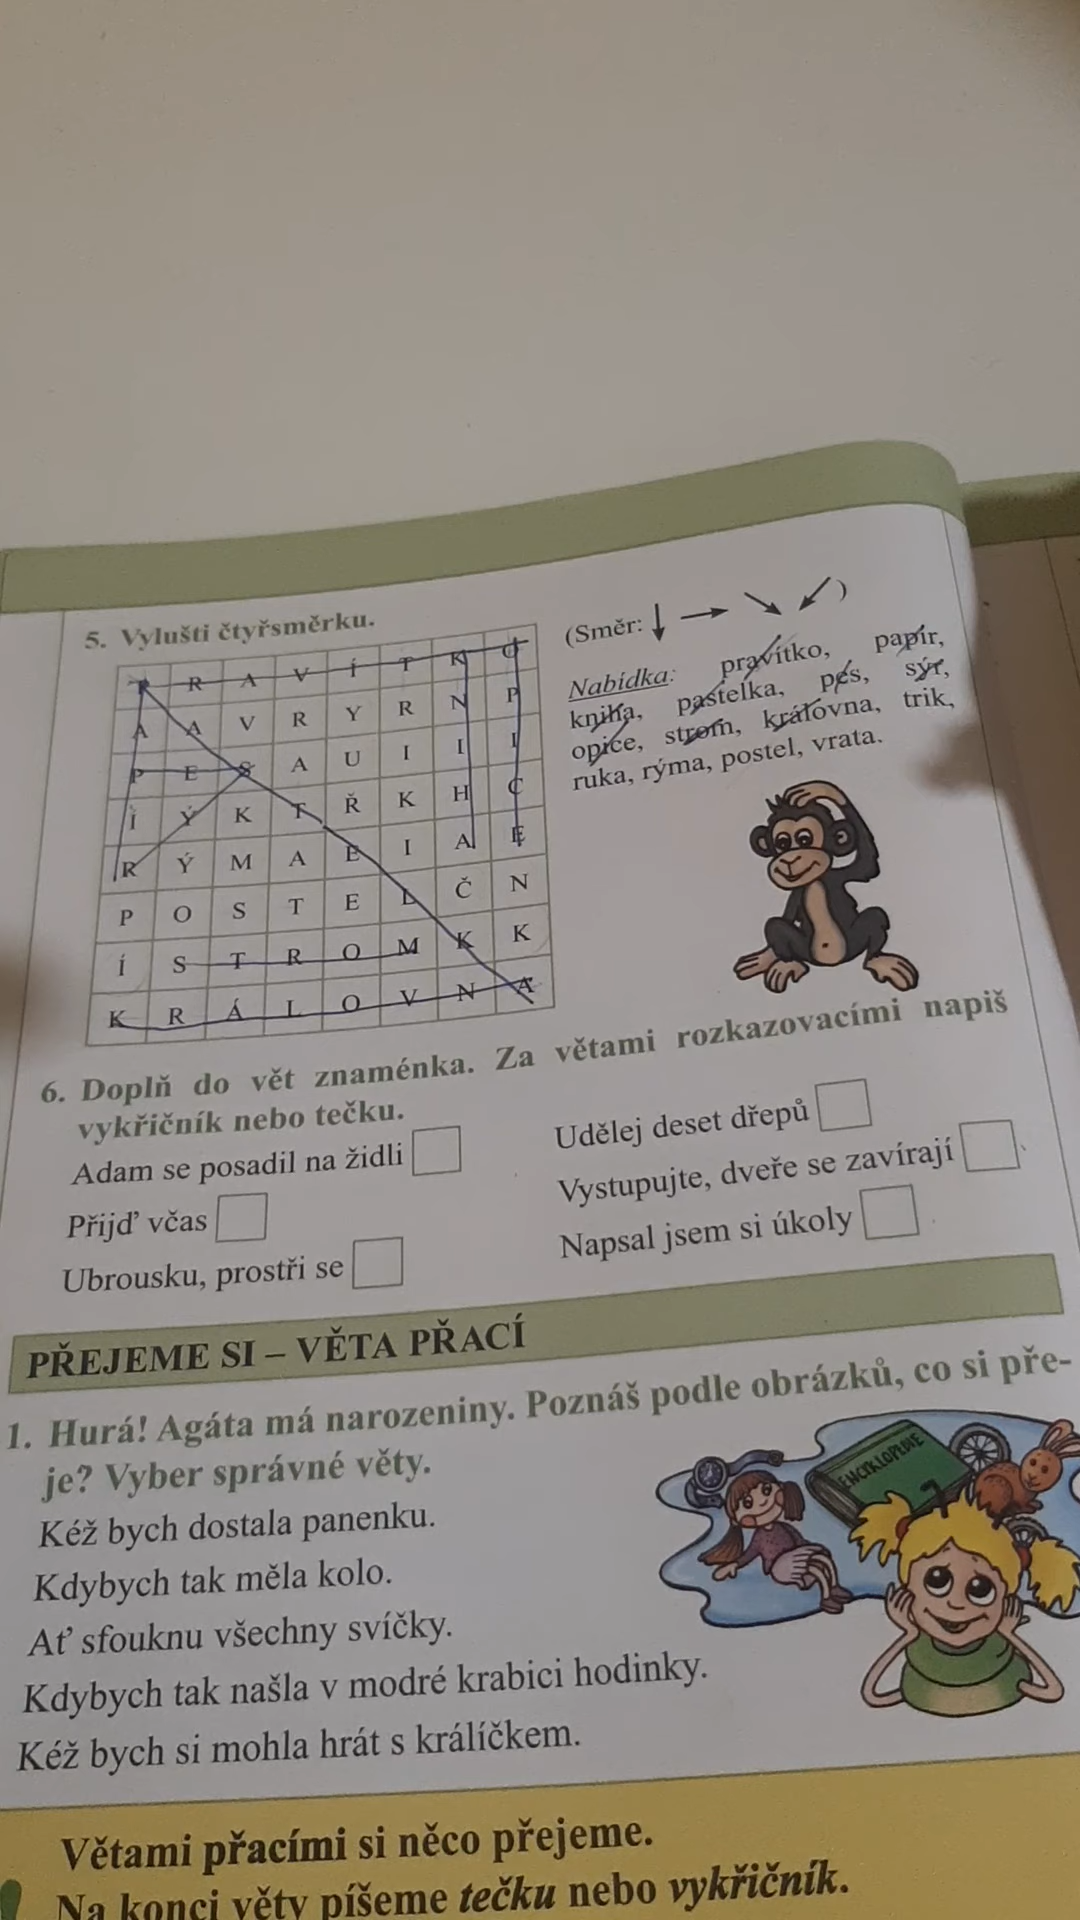 5. Vylušti čtyřsměrku.
(Směr: ↓ → ↘ ↙)
P R A V Í T K O
A A V R Y R N P
P E S A U I I I
Í Ý K T Ř K H C
R Ý M A E I A E
P O S T E L Č N
Í S T R O M K K
K R Á L O V N A
Nabídka: pravítko, papír,
kniha, pastelka, pes, sýr,
opice, strom, královna, trik,
ruka, rýma, postel, vrata.
6. Doplň do vět znaménka. Za větami rozkazovacími napiš
vykřičník nebo tečku.
Adam se posadil na židli
Přijď včas
Ubrousku, prostři se
Udělej deset dřepů
Vystupujte, dveře se zavírají
Napsal jsem si úkoly
PŘEJEME SI – VĚTA PŘACÍ
1. Hurá! Agáta má narozeniny. Poznáš podle obrázků, co si pře-
je? Vyber správné věty.
ENCYKLOPEDIE
Kéž bych dostala panenku.
Kdybych tak měla kolo.
Ať sfouknu všechny svíčky.
Kdybych tak našla v modré krabici hodinky.
Kéž bych si mohla hrát s králíčkem.
Větami přacími si něco přejeme.
Na konci věty píšeme tečku nebo vykřičník.